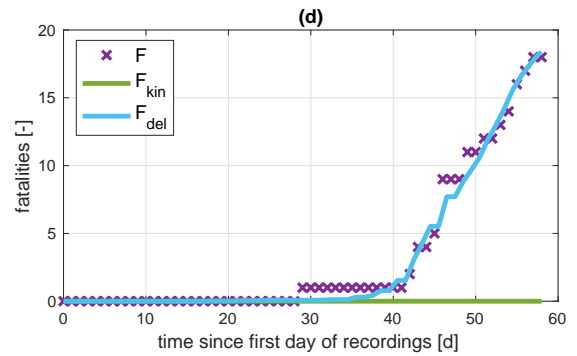 (d)
20
15
10
5
0
F
F_kin
F_del
fatalities [-]
0 10 20 30 40 50 60
time since first day of recordings [d]